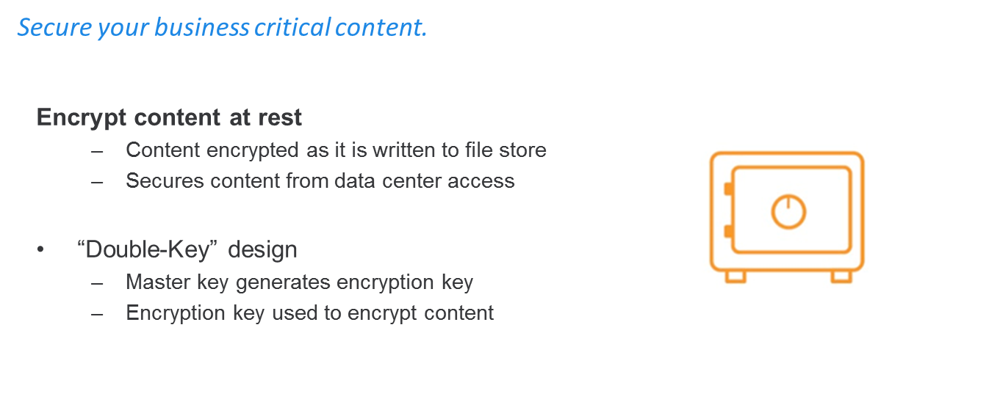 Secure your business critical content.
Encrypt content at rest
– Content encrypted as it is written to file store
– Secures content from data center access
• “Double-Key” design
– Master key generates encryption key
– Encryption key used to encrypt content